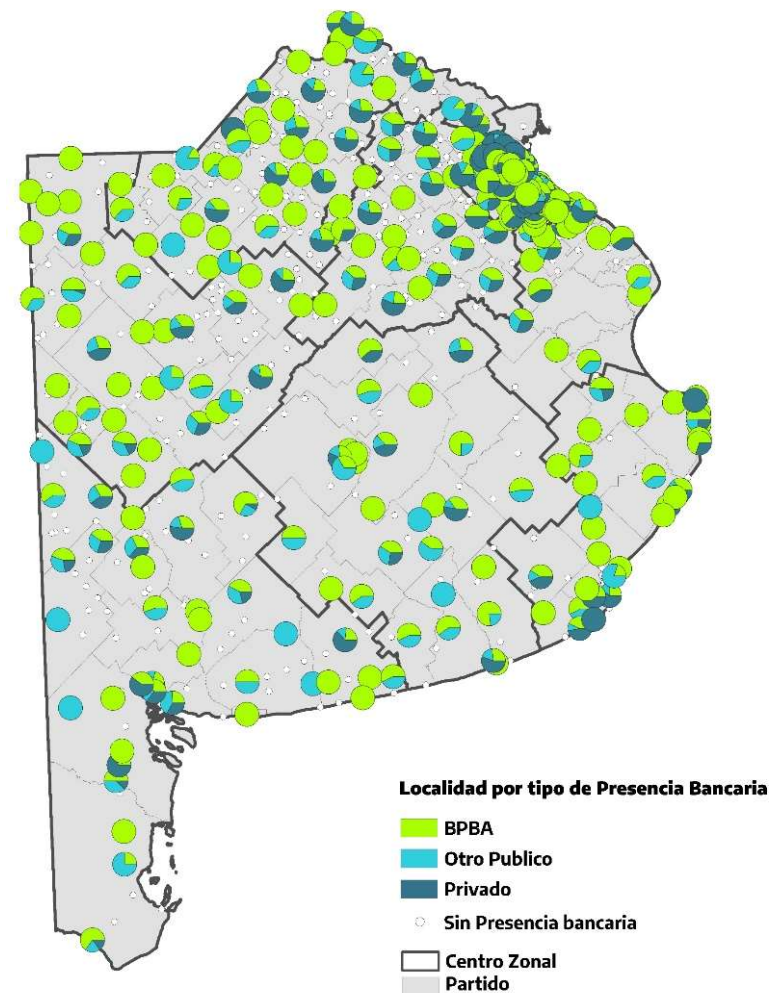 Localidad por tipo de Presencia Bancaria
BPBA
Otro Publico
Privado
Sin Presencia bancaria
Centro Zonal
Partido